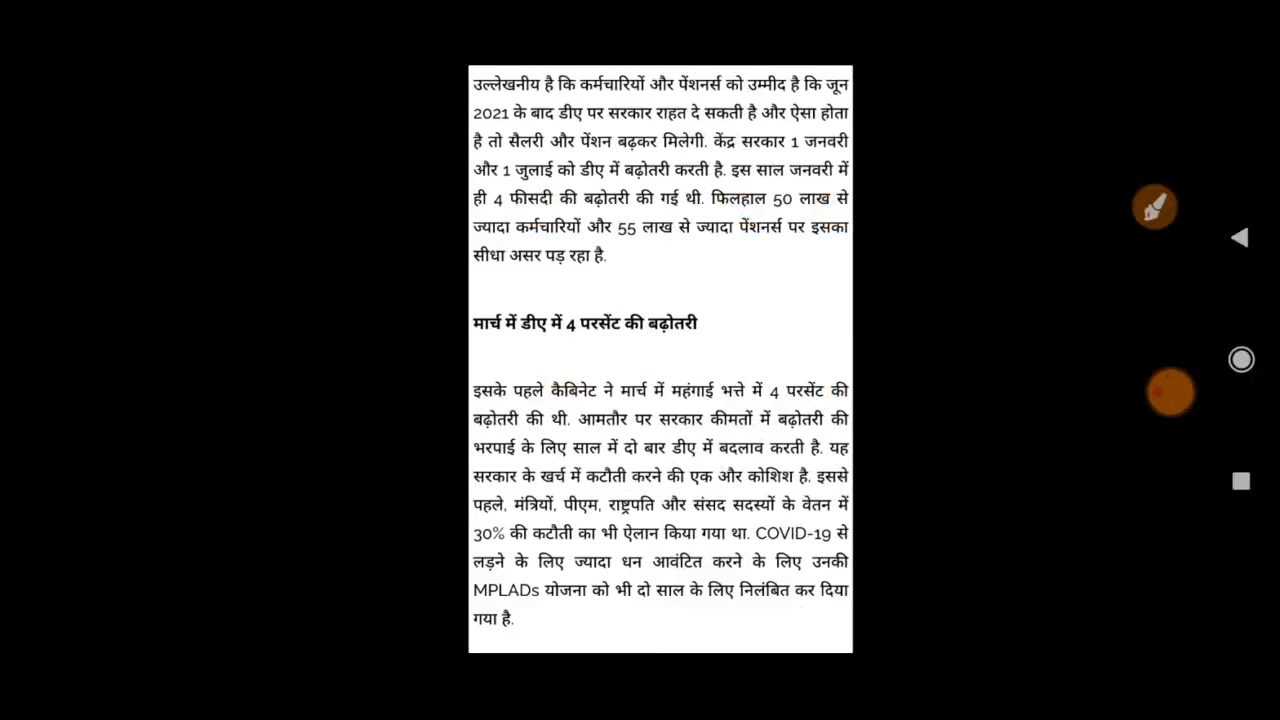 उल्लेखनीय है कि कर्मचारियों और पेंशनर्स को उम्मीद है कि जून
2021 के बाद डीए पर सरकार राहत दे सकती है और ऐसा होता
है तो सैलरी और पेंशन बढ़कर मिलेगी. केंद्र सरकार 1 जनवरी
और 1 जुलाई को डीए में बढ़ोतरी करती है. इस साल जनवरी में
ही 4 फीसदी की बढ़ोतरी की गई थी. फिलहाल 50 लाख से
ज्यादा कर्मचारियों और 55 लाख से ज्यादा पेंशनर्स पर इसका
सीधा असर पड़ रहा है.
मार्च में डीए में 4 परसेंट की बढ़ोतरी
इसके पहले कैबिनेट ने मार्च में महंगाई भत्ते में 4 परसेंट की
बढ़ोतरी की थी. आमतौर पर सरकार कीमतों में बढ़ोतरी की
भरपाई के लिए साल में दो बार डीए में बदलाव करती है. यह
सरकार के खर्च में कटौती करने की एक और कोशिश है. इससे
पहले, मंत्रियों, पीएम, राष्ट्रपति और संसद सदस्यों के वेतन में
30% की कटौती का भी ऐलान किया गया था. COVID-19 से
लड़ने के लिए ज्यादा धन आवंटित करने के लिए उनकी
MPLADs योजना को भी दो साल के लिए निलंबित कर दिया
गया है.